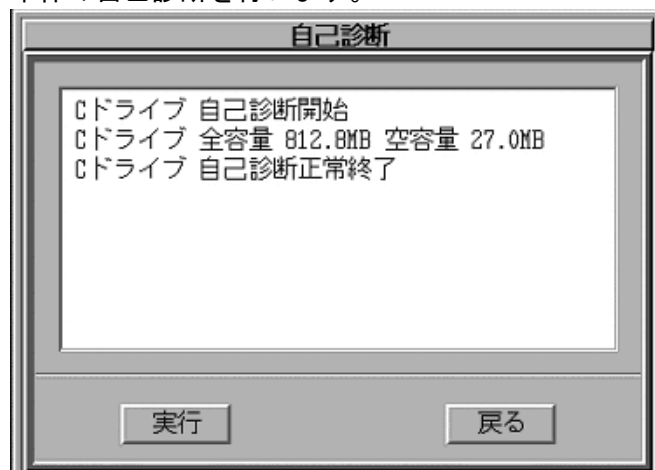 自己診断
Cドライブ 自己診断開始
Cドライブ 全容量 812.8MB 空容量 27.0MB
Cドライブ 自己診断正常終了
実行
戻る